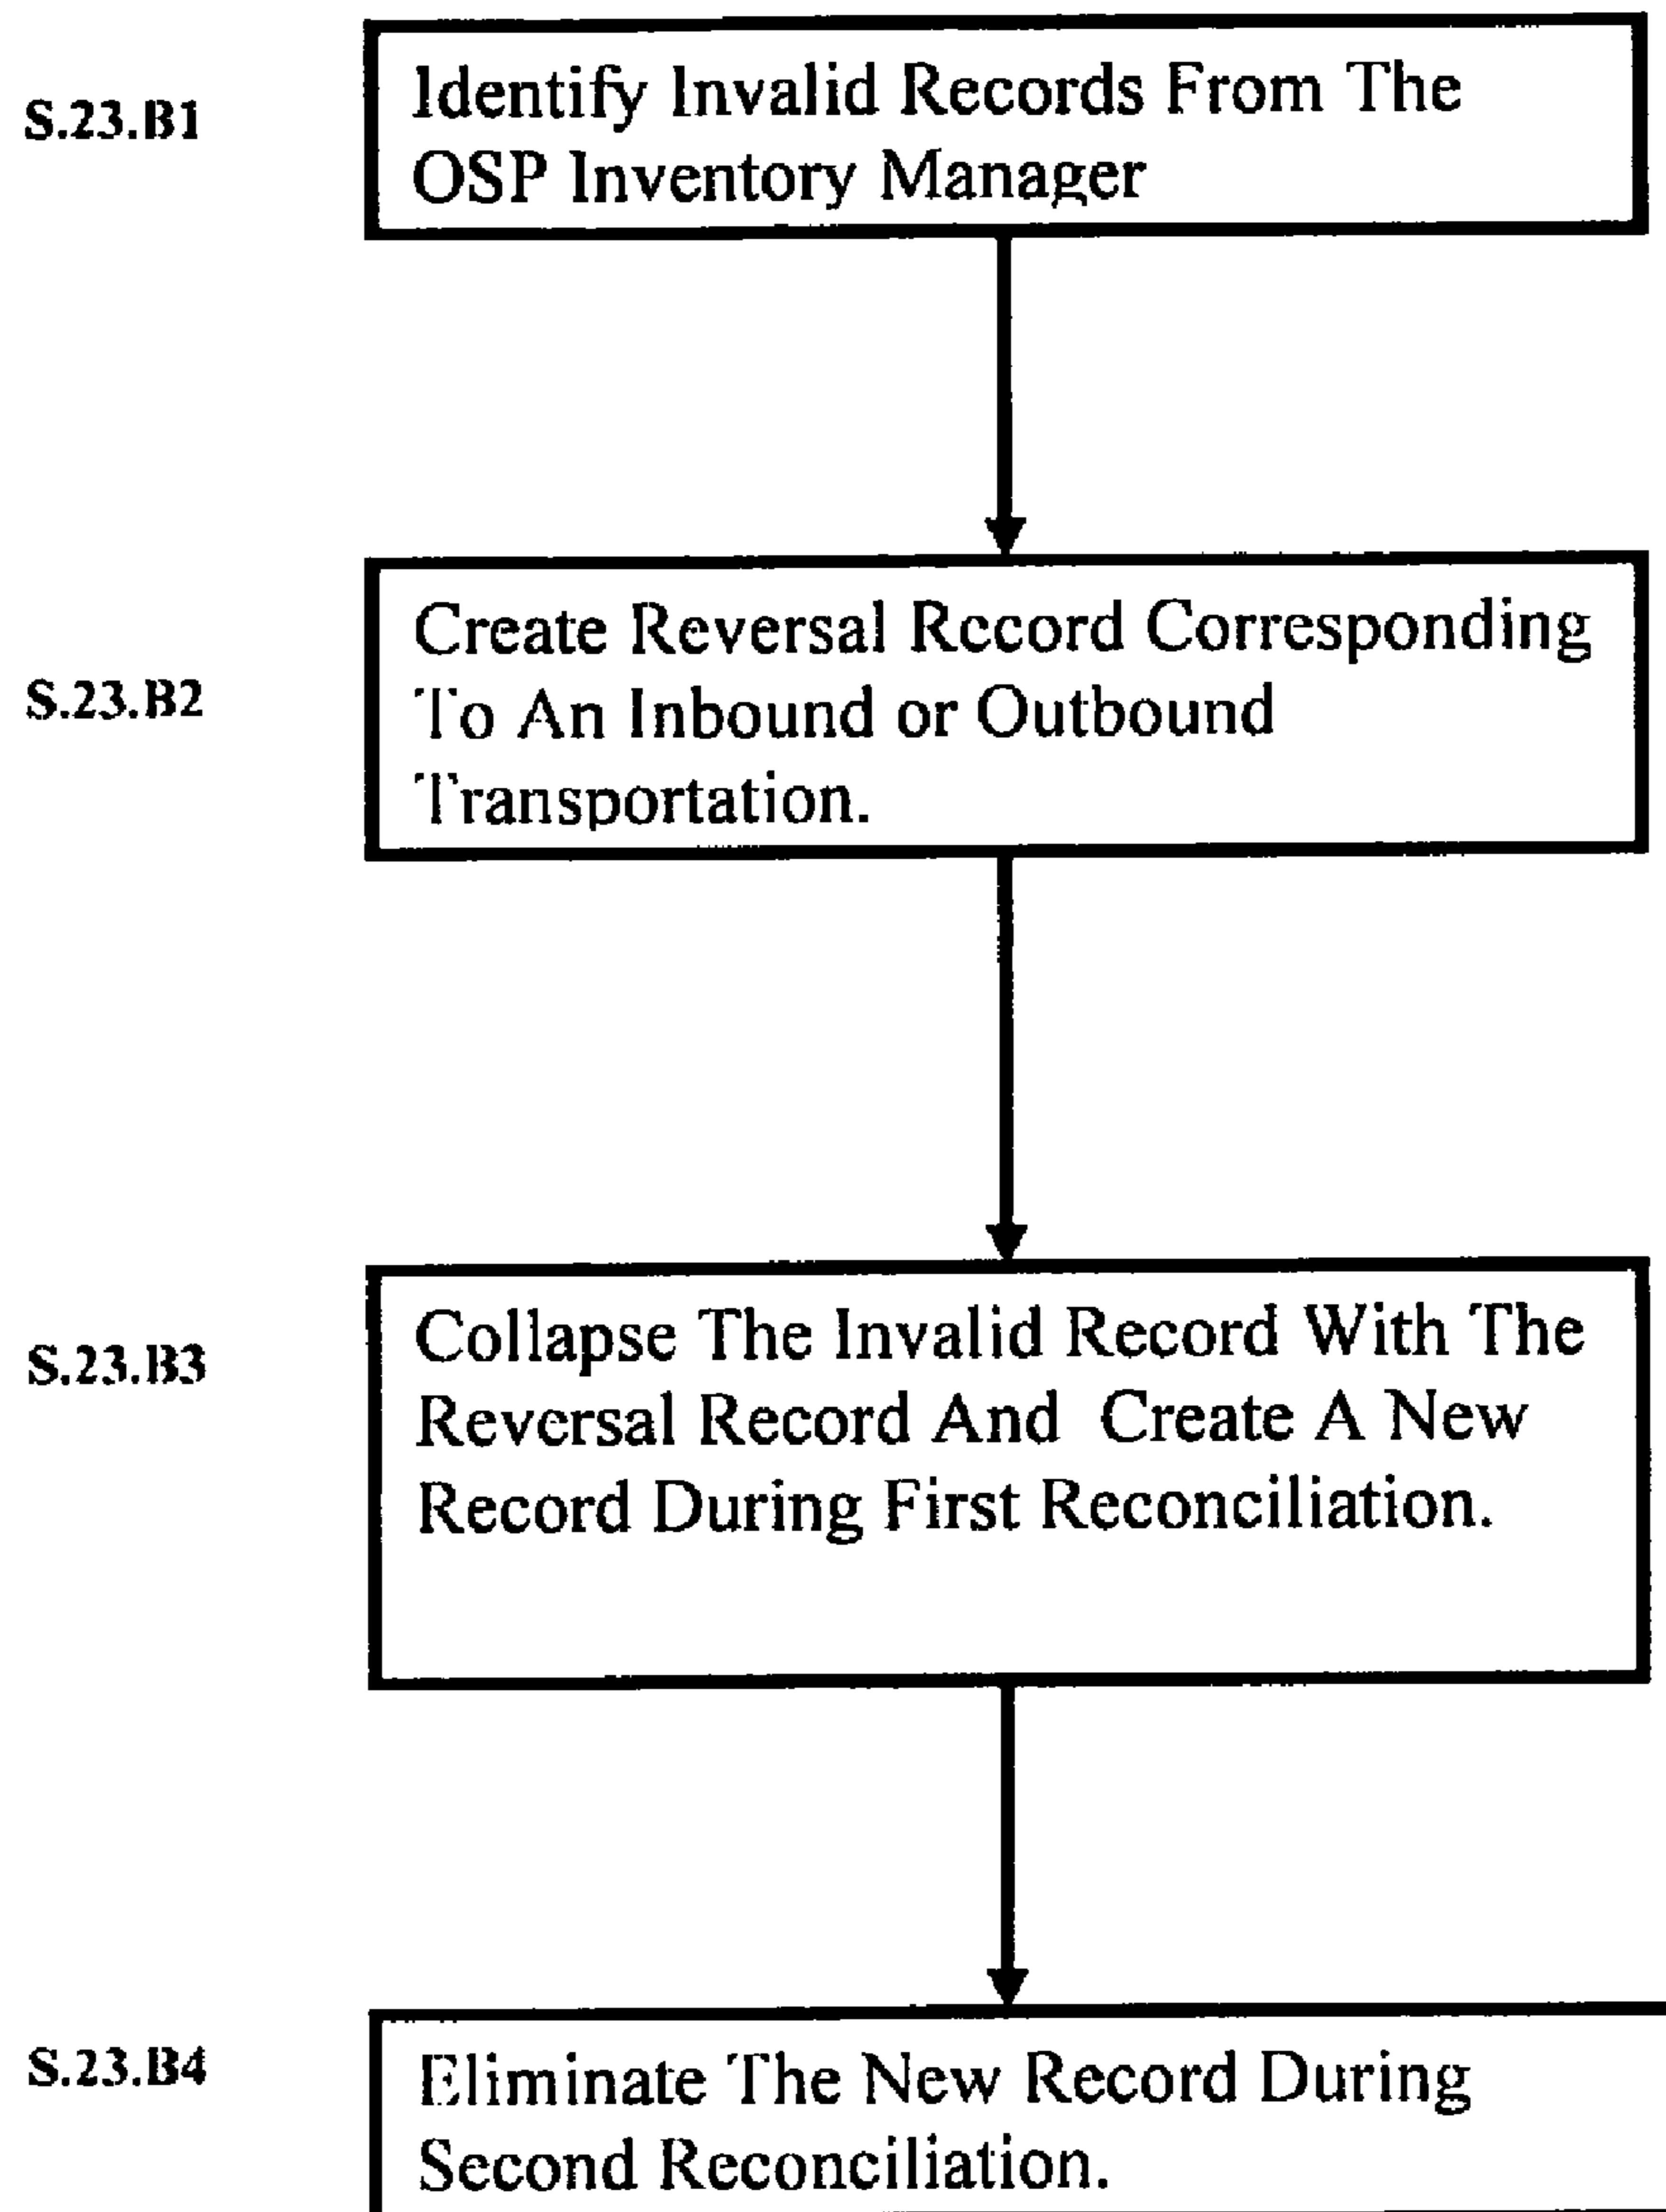 S.23.B1
Identify Invalid Records From The
OSP Inventory Manager
S.23.B2
Create Reversal Record Corresponding
To An Inbound or Outbound
Transportation.
S.23.B3
Collapse The Invalid Record With The
Reversal Record And Create A New
Record During First Reconciliation.
S.23.B4
Eliminate The New Record During
Second Reconciliation.